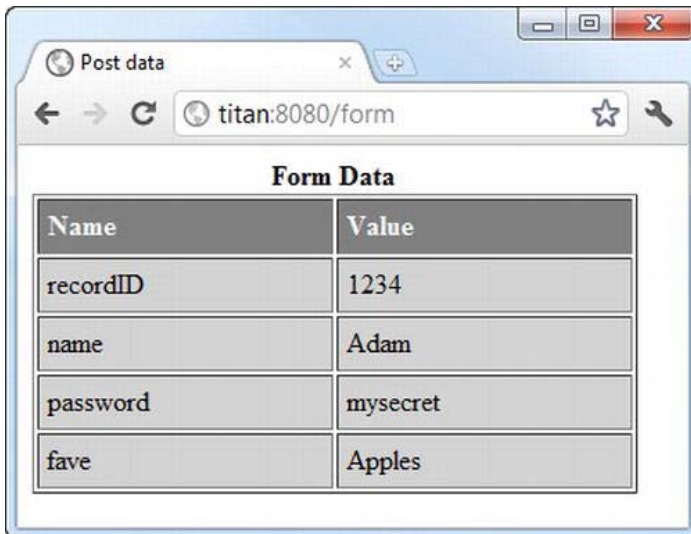 Post data
titan:8080/form
Form Data
Name Value
recordID 1234
name Adam
password mysecret
fave Apples